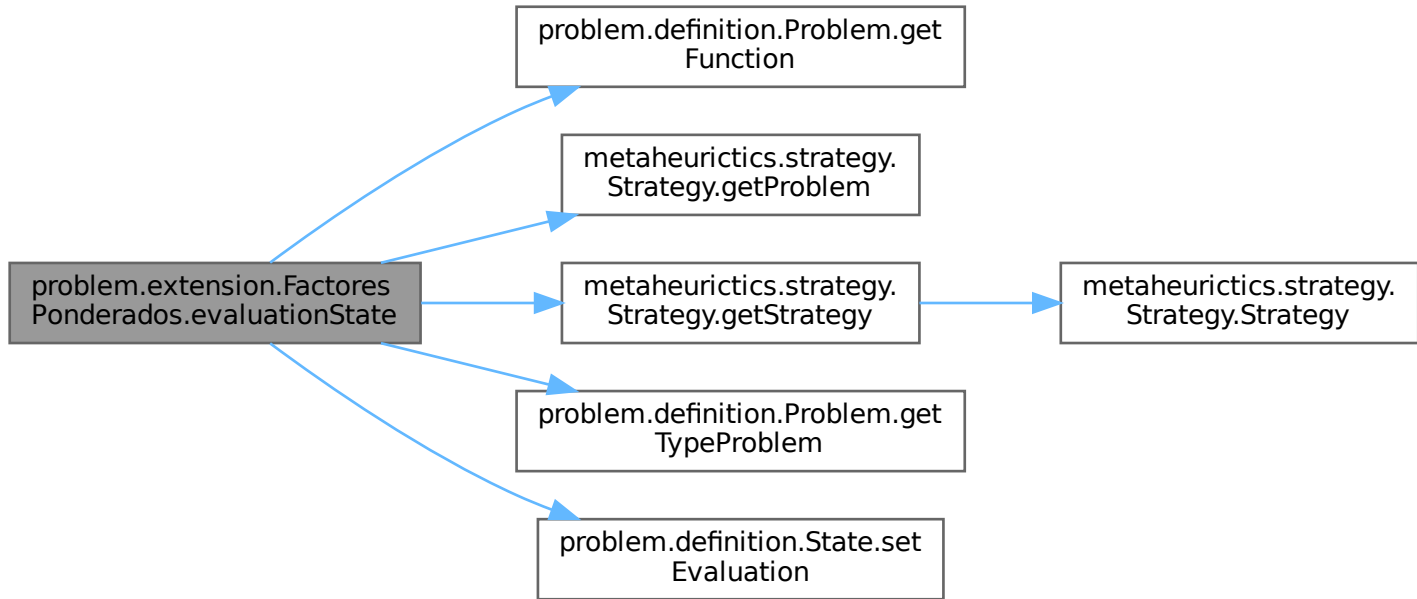 problem.definition.Problem.get
Function
metaheurictics.strategy.
Strategy.getProblem
problem.extension.Factores
Ponderados.evaluationState
metaheurictics.strategy.
Strategy.getStrategy
metaheurictics.strategy.
Strategy.Strategy
problem.definition.Problem.get
TypeProblem
problem.definition.State.set
Evaluation